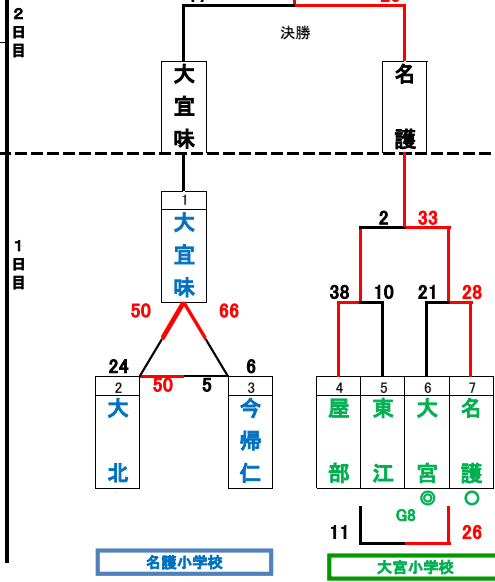 2日目
決勝
大宜味
名護
1日目
1
大宜味
2 33
50 66
38 10 21 28
24 6
50 5
2 3 4 5 6 7
大北
今帰仁
屋部
東江
大宮
名護
◎ ○
G8
11 26
名護小学校
大宮小学校